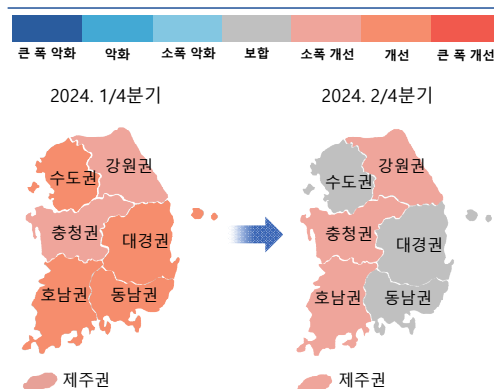 큰 폭 악화 악화 소폭 악화 보합 소폭 개선 개선 큰 폭 개선
2024. 1/4분기 2024. 2/4분기
강원권
수도권
충청권
대경권
호남권
동남권
제주권
강원권
수도권
충청권
대경권
호남권
동남권
제주권